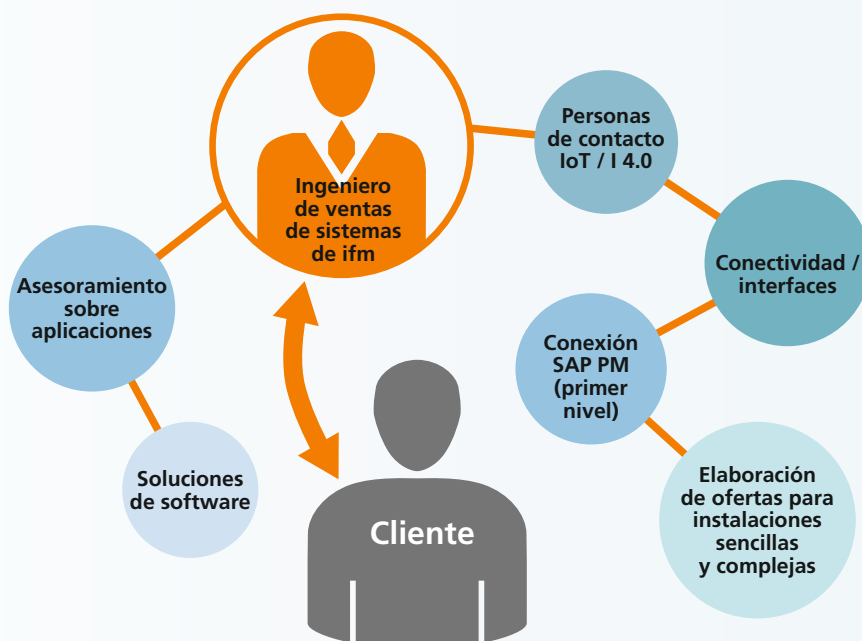 Ingeniero
de ventas
de sistemas
de ifm
Personas
de contacto
IoT / I 4.0
Conectividad /
interfaces
Asesoramiento
sobre
aplicaciones
Conexión
SAP PM
(primer
nivel)
Soluciones
de software
Elaboración
de ofertas para
instalaciones
sencillas
y complejas
Cliente